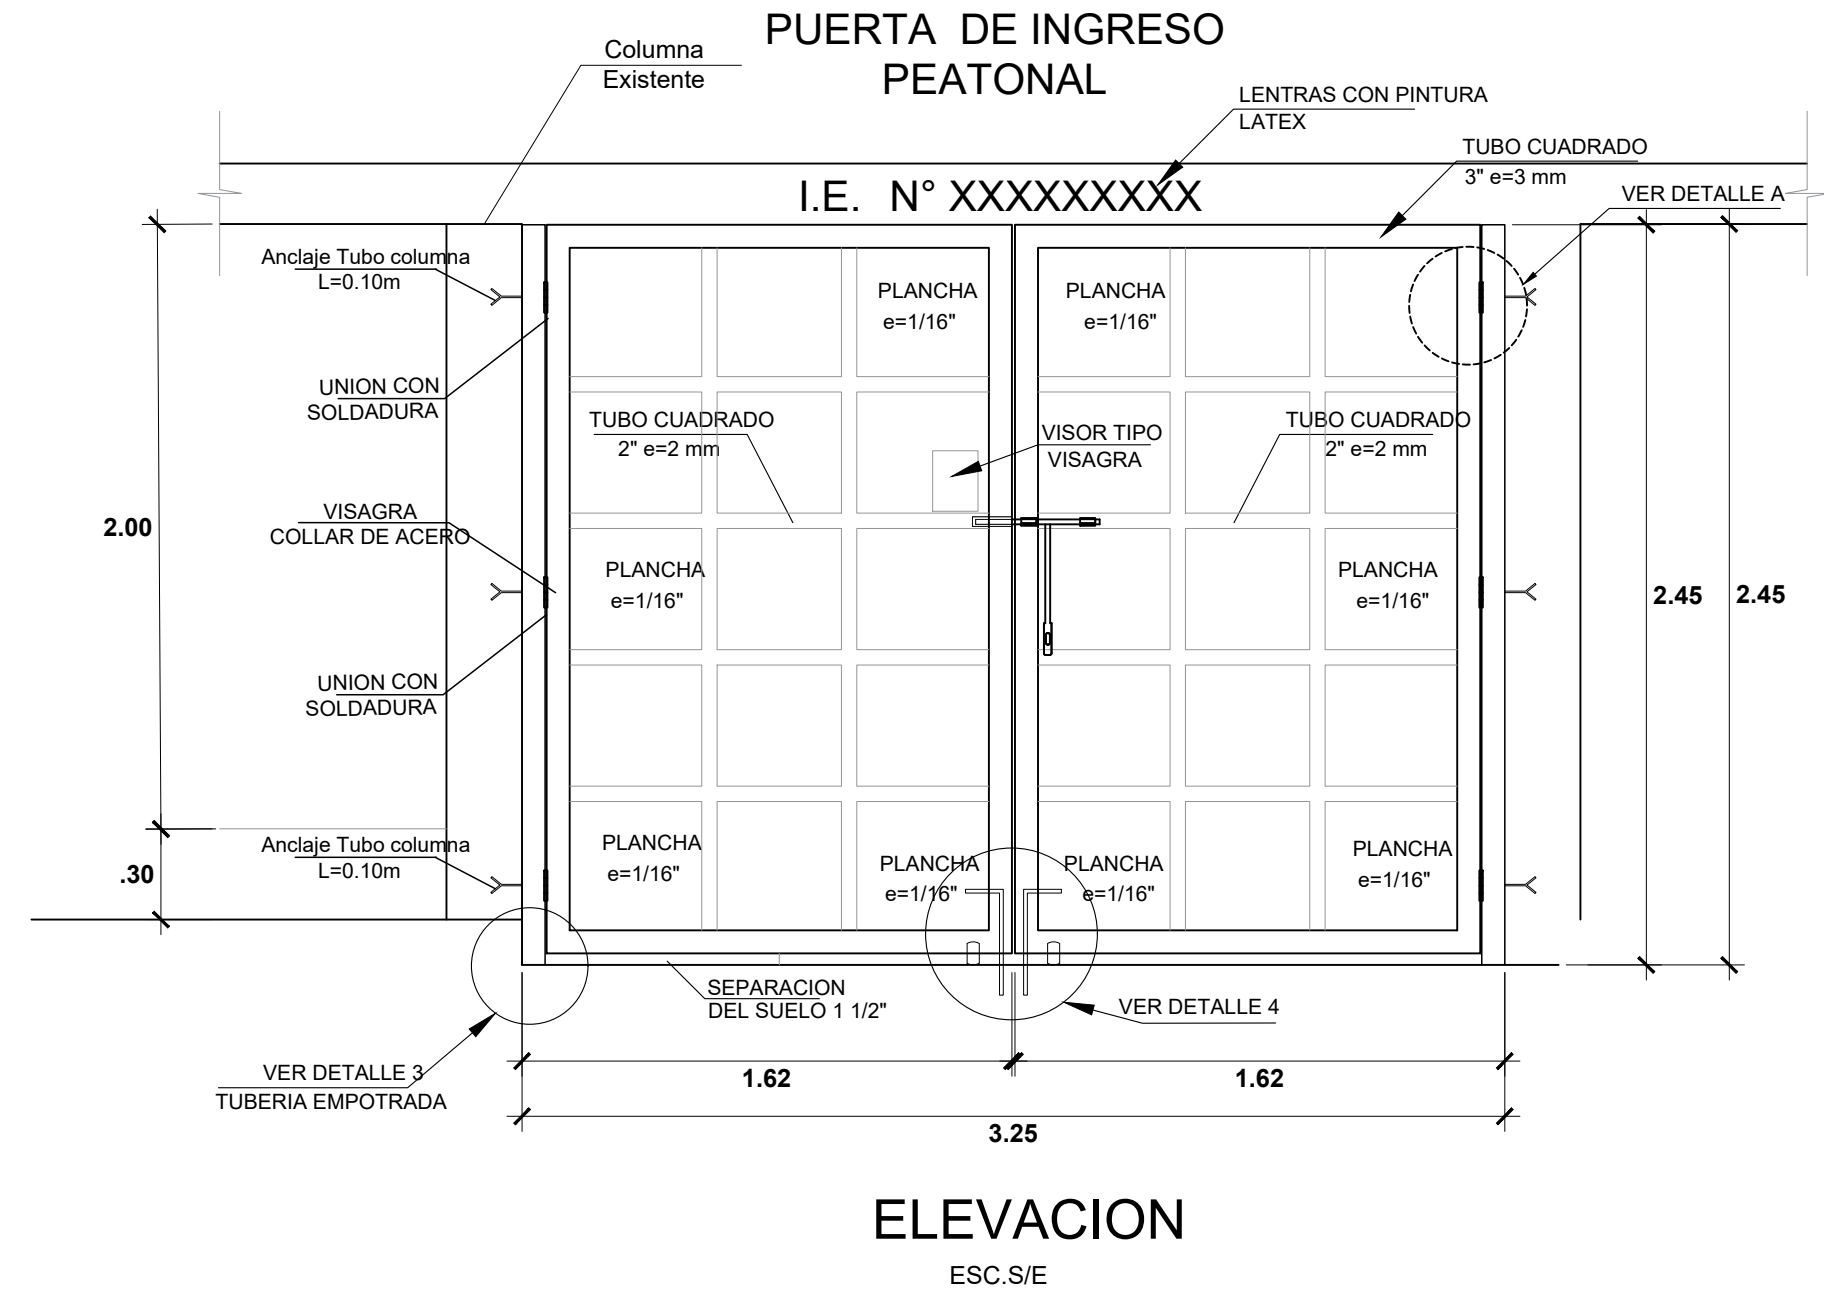 PUERTA DE INGRESO
PEATONAL
Columna
Existente
LENTRAS CON PINTURA
LATEX
TUBO CUADRADO
3" e=3 mm
VER DETALLE A
I.E. N° XXXXXXXXX
Anclaje Tubo columna
L=0.10m
PLANCHA
e=1/16"
PLANCHA
e=1/16"
UNION CON
SOLDADURA
TUBO CUADRADO
2" e=2 mm
VISOR TIPO
VISAGRA
TUBO CUADRADO
2" e=2 mm
2.00
VISAGRA
COLLAR DE ACERO
PLANCHA
e=1/16"
PLANCHA
e=1/16"
2.45
2.45
UNION CON
SOLDADURA
.30
Anclaje Tubo columna
L=0.10m
PLANCHA
e=1/16"
PLANCHA
e=1/16"
PLANCHA
e=1/16"
PLANCHA
e=1/16"
SEPARACION
DEL SUELO 1 1/2"
VER DETALLE 4
VER DETALLE 3
TUBERIA EMPOTRADA
1.62
1.62
3.25
ELEVACION
ESC.S/E